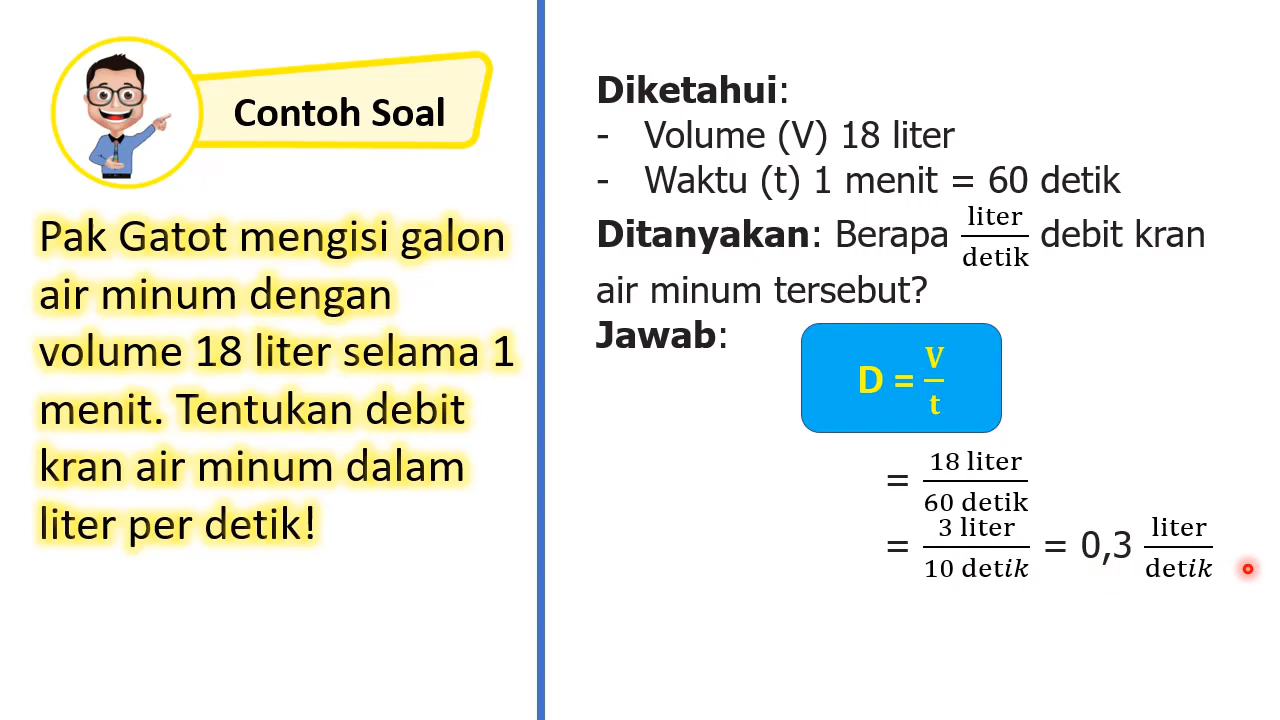 Contoh Soal
Pak Gatot mengisi galon
air minum dengan
volume 18 liter selama 1
menit. Tentukan debit
kran air minum dalam
liter per detik!
Diketahui:
- Volume (V) 18 liter
- Waktu (t) 1 menit = 60 detik
Ditanyakan: Berapa liter/detik debit kran
air minum tersebut?
Jawab:
D = V/t
= 18 liter/60 detik
= 3 liter/10 detik = 0,3 liter/detik